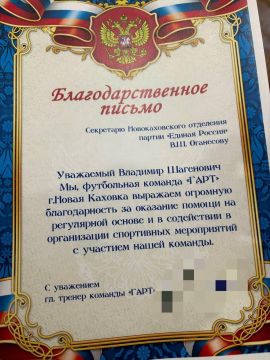 Благодарственное
письмо
Секретарю Новокаховского отделения
партии «Единая Россия»
В.Ш. Оганесову
Уважаемый Владимир Шагенович
Мы, футбольная команда «ГАРТ»
г.Новая Каховка выражаем огромную
благодарность за оказание помощи на
регулярной основе и в содействии в
организации спортивных мероприятий
с участием нашей команды.
С уважением
гл. тренер команды «ГАРТ»